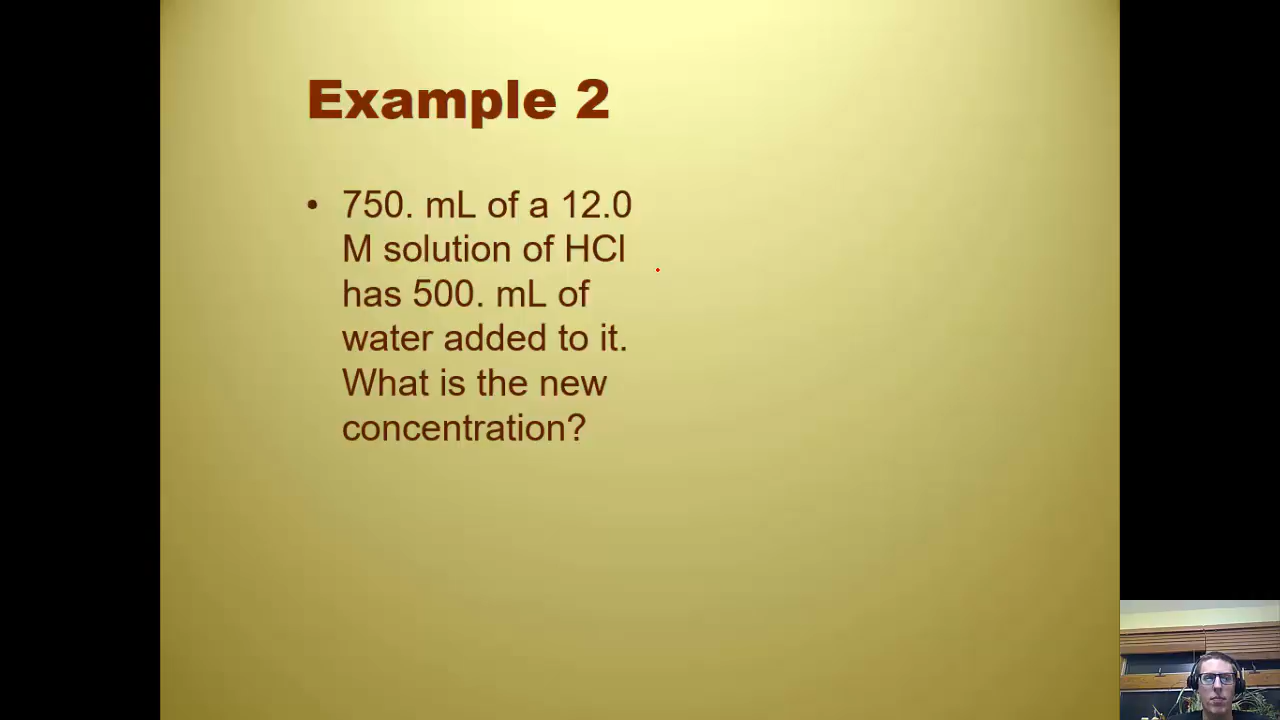 Example 2
• 750. mL of a 12.0
M solution of HCl
has 500. mL of
water added to it.
What is the new
concentration?